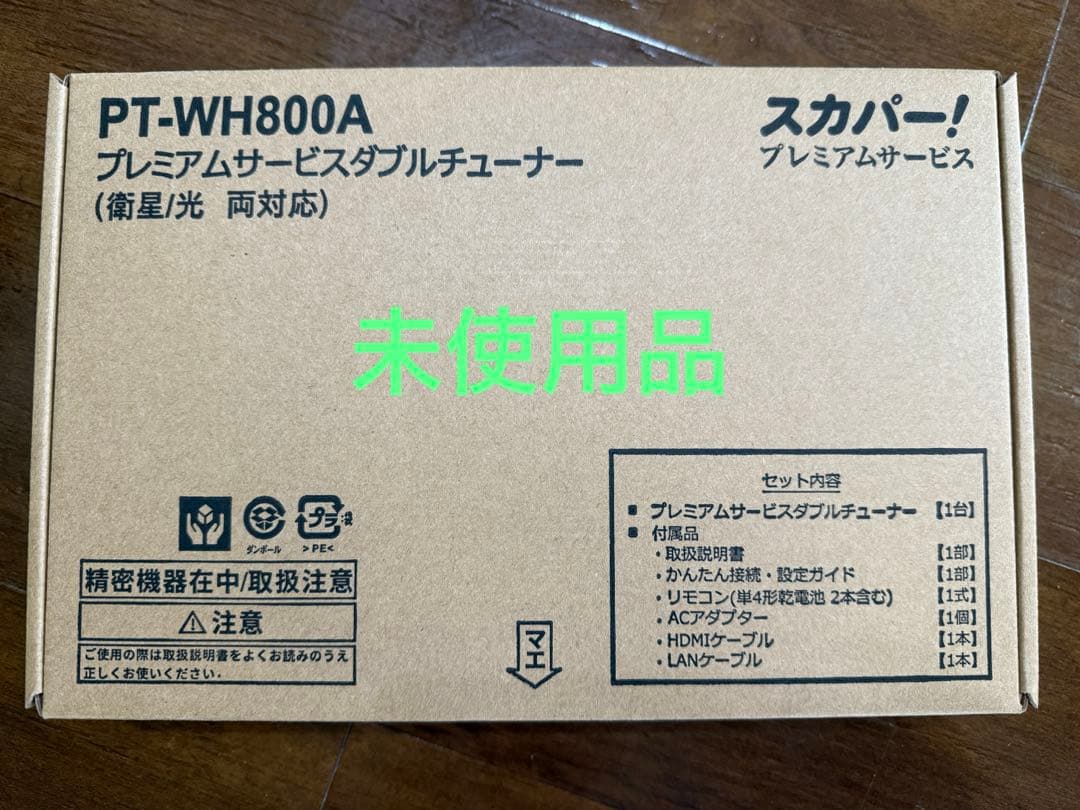 PT-WH800A
プレミアムサービスダブルチューナー
(衛星/光 両対応)
スカパー!
プレミアムサービス
未使用品
セット内容
■ プレミアムサービスダブルチューナー 【1台】
■ 付属品
・取扱説明書 【1部】
・かんたん接続・設定ガイド 【1部】
・リモコン(単4形乾電池 2本含む) 【1式】
・ACアダプター 【1個】
・HDMIケーブル 【1本】
・LANケーブル 【1本】
ダンボール
プラ
>PE<
精密機器在中/取扱注意
⚠注意
ご使用の際は取扱説明書をよくお読みのうえ
正しくお使いください.
マエ